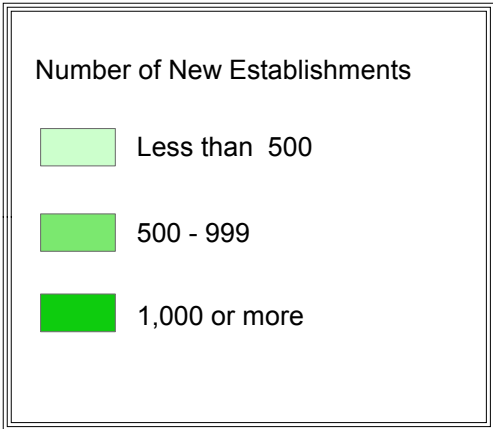 Number of New Establishments
Less than 500
500 - 999
1,000 or more